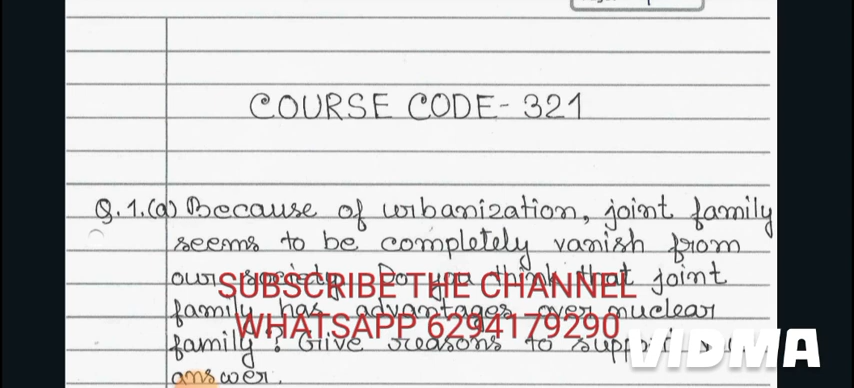 COURSE CODE- 321
Q.1.(a) Because of urbanization, joint family
seems to be completely vanish from
our society. Do you think that joint
SUBSCRIBE THE CHANNEL
family has advantages over nuclear
WHATSAPP 6294179290
family? Give reasons to support
VIDMA
answer.